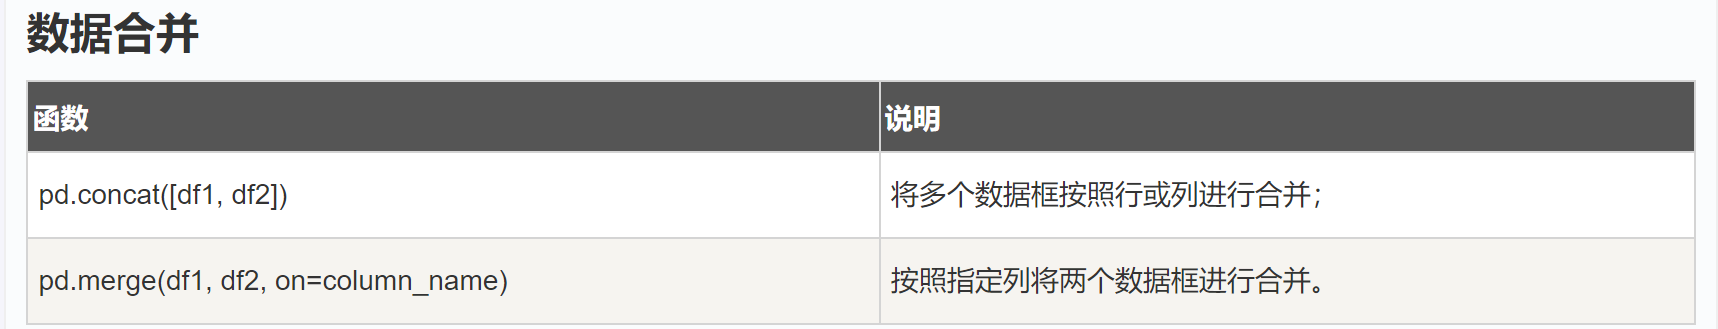 数据合并
函数 说明
pd.concat([df1, df2]) 将多个数据框按照行或列进行合并；
pd.merge(df1, df2, on=column_name) 按照指定列将两个数据框进行合并。